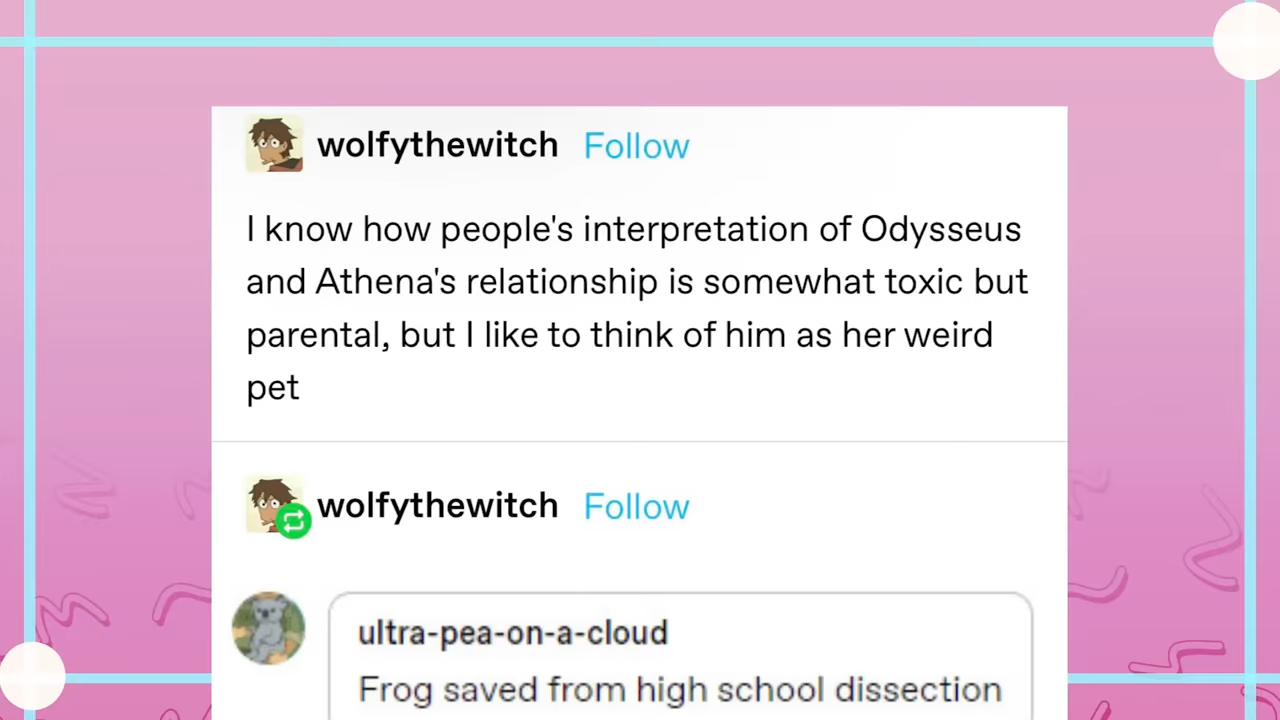 wolfythewitch Follow
I know how people's interpretation of Odysseus
and Athena's relationship is somewhat toxic but
parental, but I like to think of him as her weird
pet
wolfythewitch Follow
ultra-pea-on-a-cloud
Frog saved from high school dissection